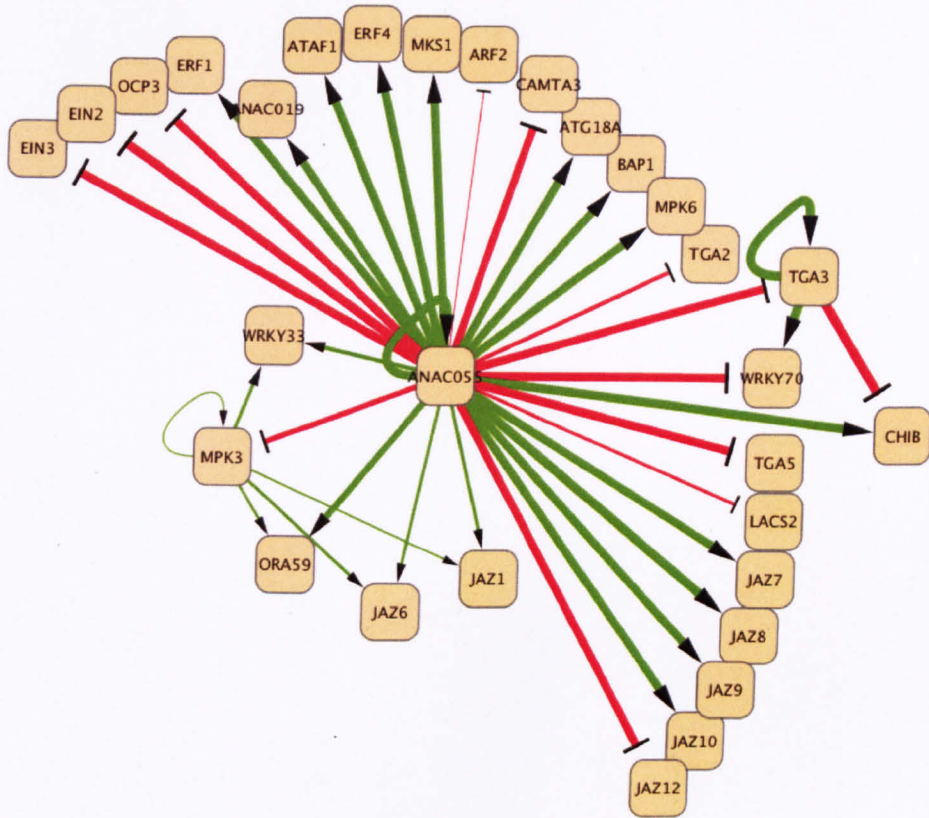 ERF4
ATAF1
MKS1
ARF2
ERF1
OCP3
CAMTA3
EIN2
ANAC019
EIN3
ATG18A
BAP1
MPK6
TGA2
TGA3
WRKY33
ANAC055
WRKY70
CHIB
MPK3
TGA5
LACS2
ORA59
JAZ1
JAZ7
JAZ6
JAZ8
JAZ9
JAZ10
JAZ12